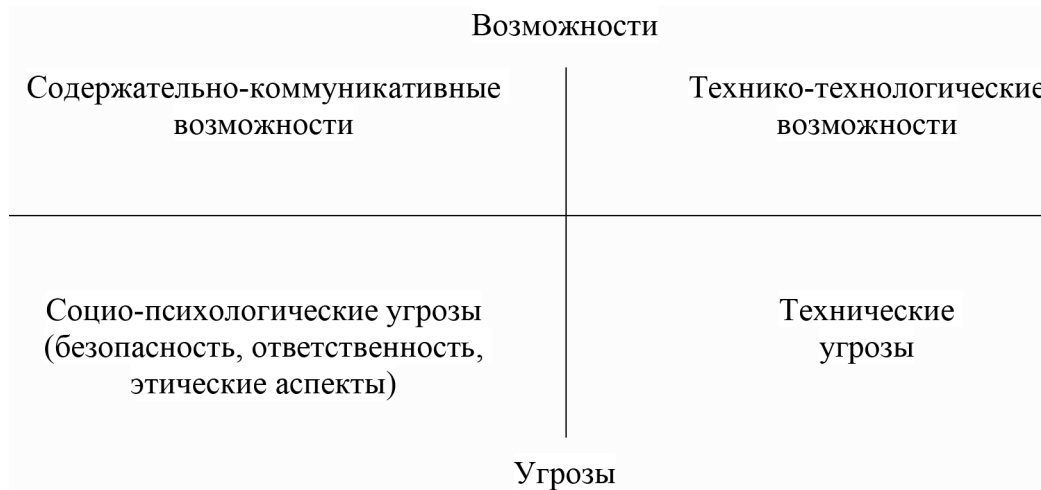 Возможности
Содержательно-коммуникативные
возможности
Технико-технологические
возможности
Социо-психологические угрозы
(безопасность, ответственность,
этические аспекты)
Технические
угрозы
Угрозы